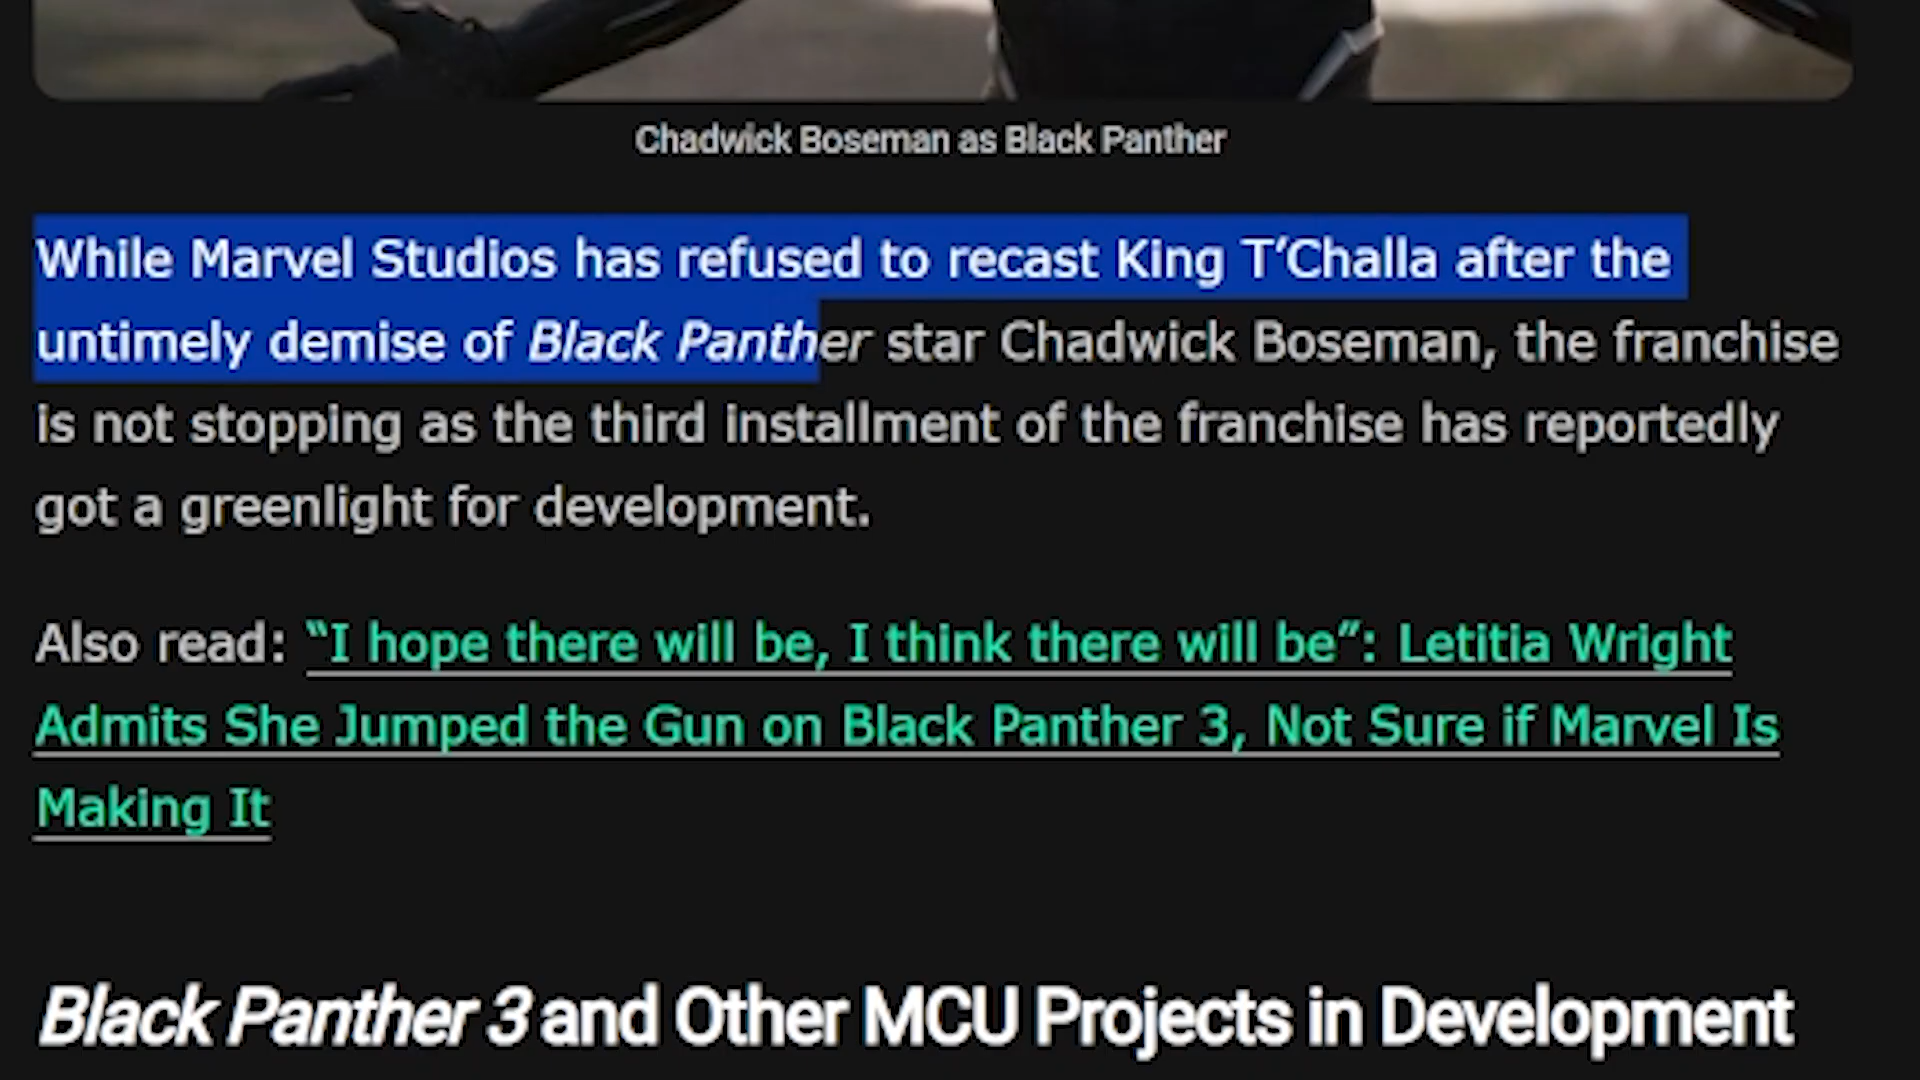 Chadwick Boseman as Black Panther
While Marvel Studios has refused to recast King T’Challa after the
untimely demise of Black Panther star Chadwick Boseman, the franchise
is not stopping as the third installment of the franchise has reportedly
got a greenlight for development.
Also read: “I hope there will be, I think there will be”: Letitia Wright
Admits She Jumped the Gun on Black Panther 3, Not Sure if Marvel Is
Making It
Black Panther 3 and Other MCU Projects in Development